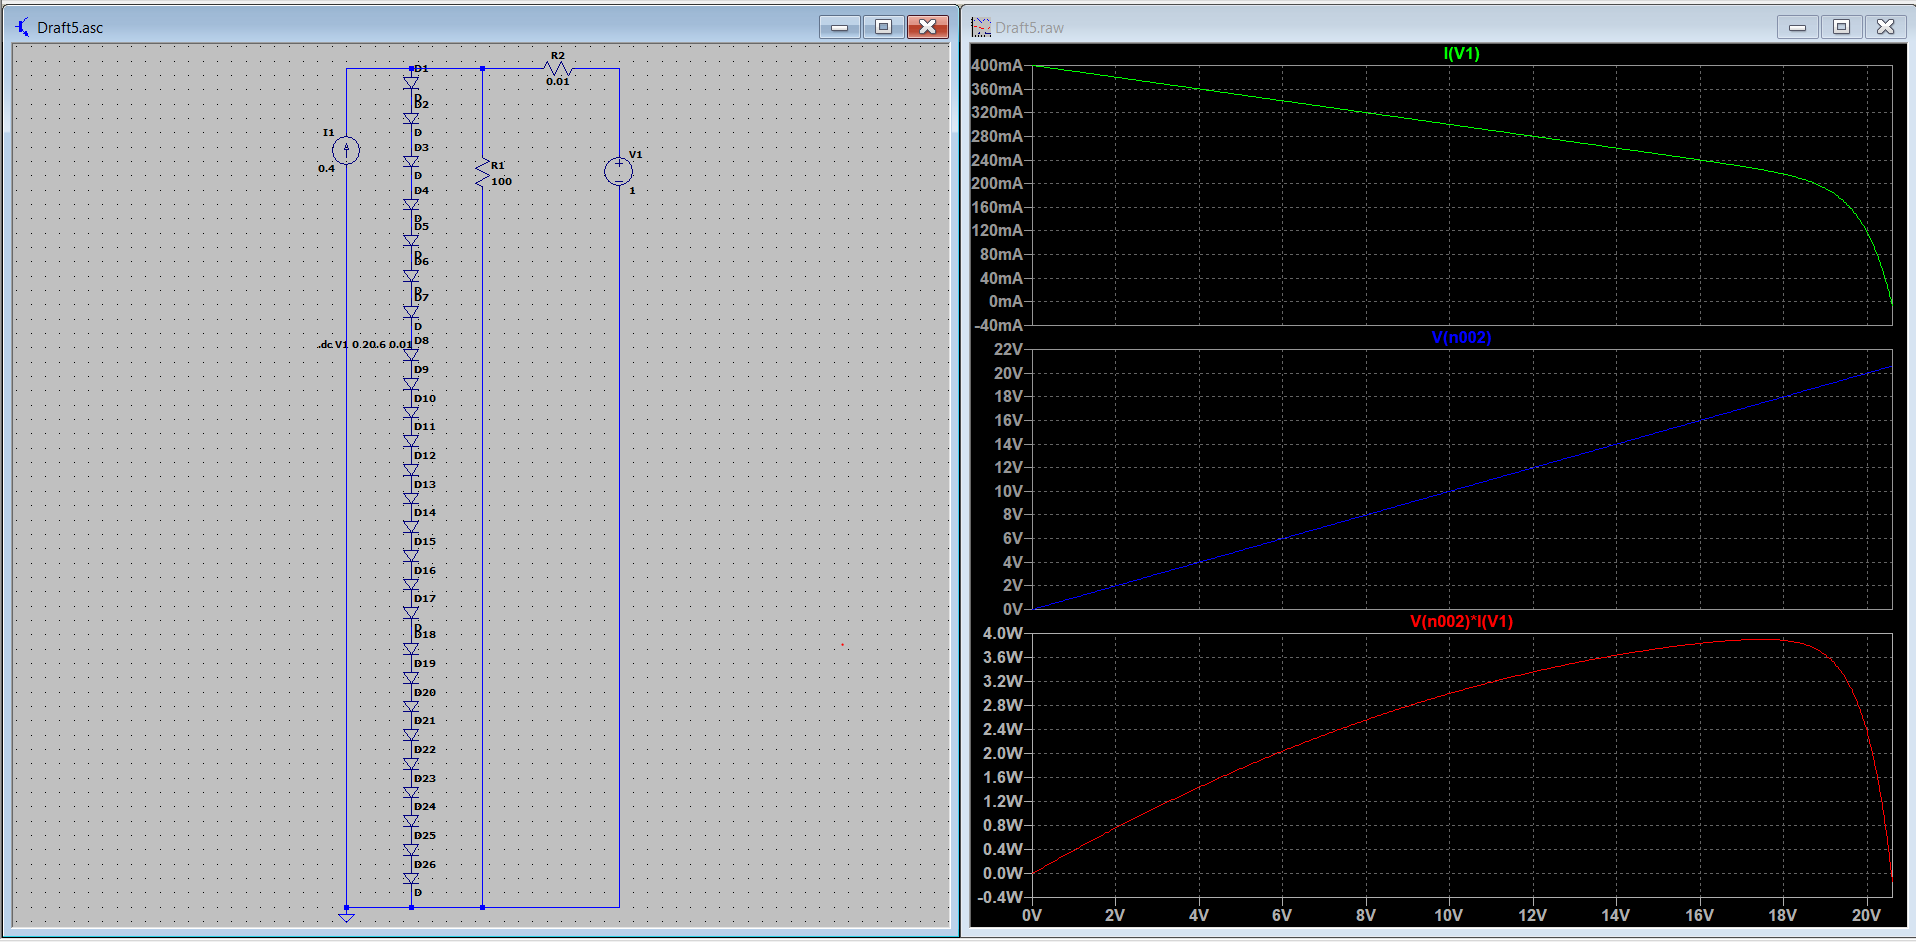 Draft5.asc
R2
0.01
D1
D
D2
D
I1
0.4
D3
D
V1
1
R1
100
D4
D
D5
D
D6
D
D7
D
.dc V1 0 20.6 0.01
D8
D9
D10
D11
D12
D13
D14
D15
D16
D17
D
D18
D19
D20
D21
D22
D23
D24
D25
D26
D
Draft5.raw
I(V1)
400mA
360mA
320mA
280mA
240mA
200mA
160mA
120mA
80mA
40mA
0mA
-40mA
V(n002)
22V
20V
18V
16V
14V
12V
10V
8V
6V
4V
2V
0V
V(n002)*I(V1)
4.0W
3.6W
3.2W
2.8W
2.4W
2.0W
1.6W
1.2W
0.8W
0.4W
0.0W
-0.4W
0V 2V 4V 6V 8V 10V 12V 14V 16V 18V 20V